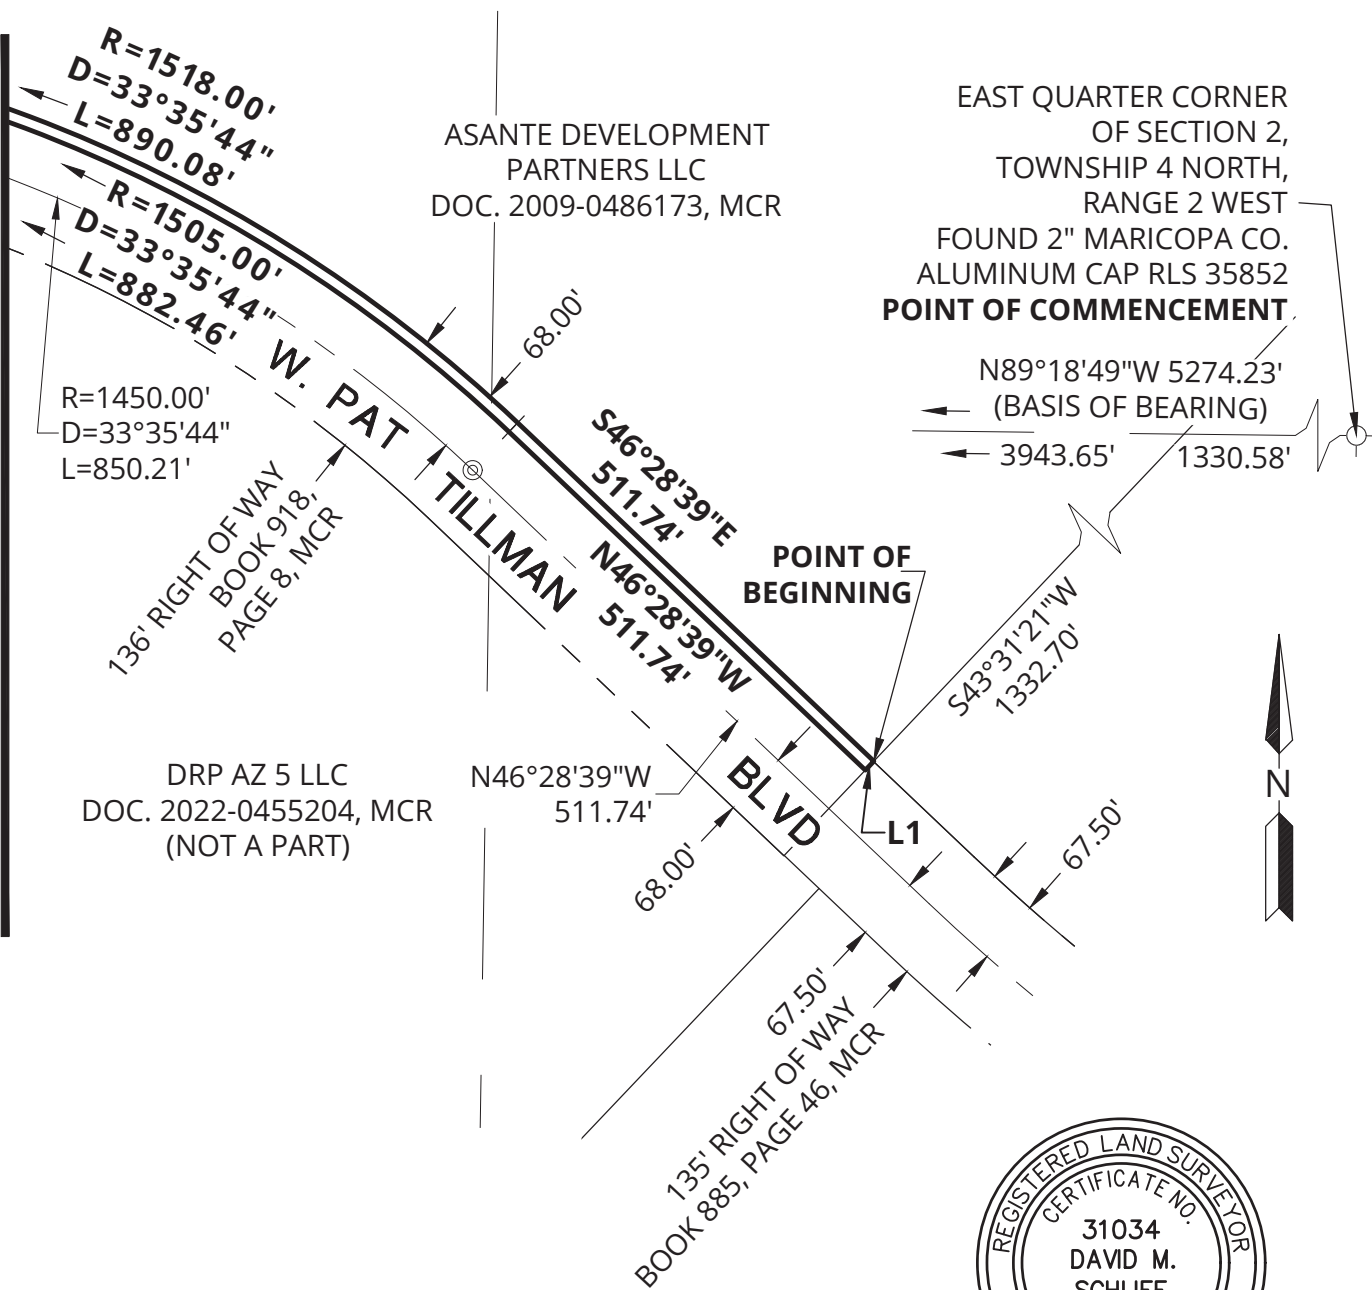 R=1518.00'
D=33°35'44"
L=890.08'
R=1505.00'
D=33°35'44"
L=882.46'
R=1450.00'
D=33°35'44"
L=850.21'
ASANTE DEVELOPMENT
PARTNERS LLC
DOC. 2009-0486173, MCR
EAST QUARTER CORNER
OF SECTION 2,
TOWNSHIP 4 NORTH,
RANGE 2 WEST
FOUND 2" MARICOPA CO.
ALUMINUM CAP RLS 35852
POINT OF COMMENCEMENT
N89°18'49"W 5274.23'
(BASIS OF BEARING)
3943.65'
1330.58'
68.00'
W. PAT TILLMAN BLVD
S46°28'39"E
511.74'
N46°28'39"W
511.74'
POINT OF
BEGINNING
S43°31'21"W
1332.70'
136' RIGHT OF WAY
BOOK 918,
PAGE 8, MCR
DRP AZ 5 LLC
DOC. 2022-0455204, MCR
(NOT A PART)
N46°28'39"W
511.74'
L1
68.00'
67.50'
67.50'
135' RIGHT OF WAY
BOOK 885, PAGE 46, MCR
N
REGISTERED LAND SURVEYOR
CERTIFICATE NO.
31034
DAVID M.